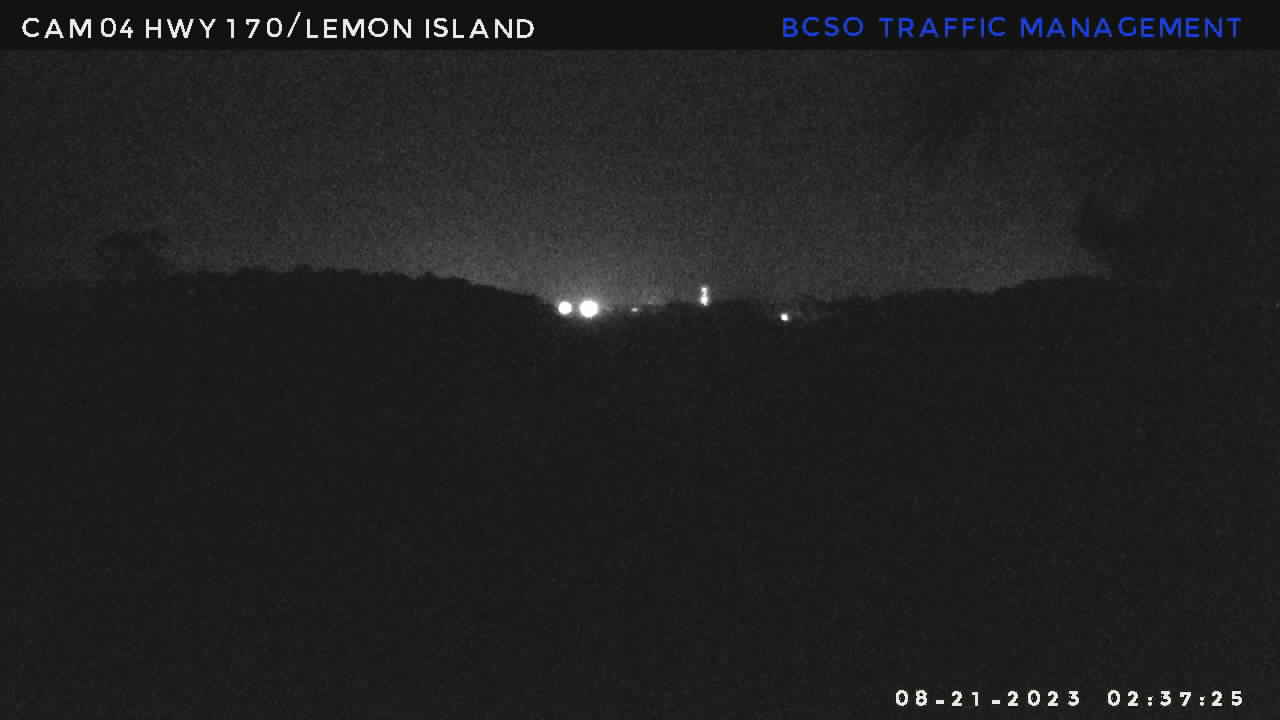 CAM 04 HWY 170/LEMON ISLAND
BCSO TRAFFIC MANAGEMENT
08-21-2023 02:37:25